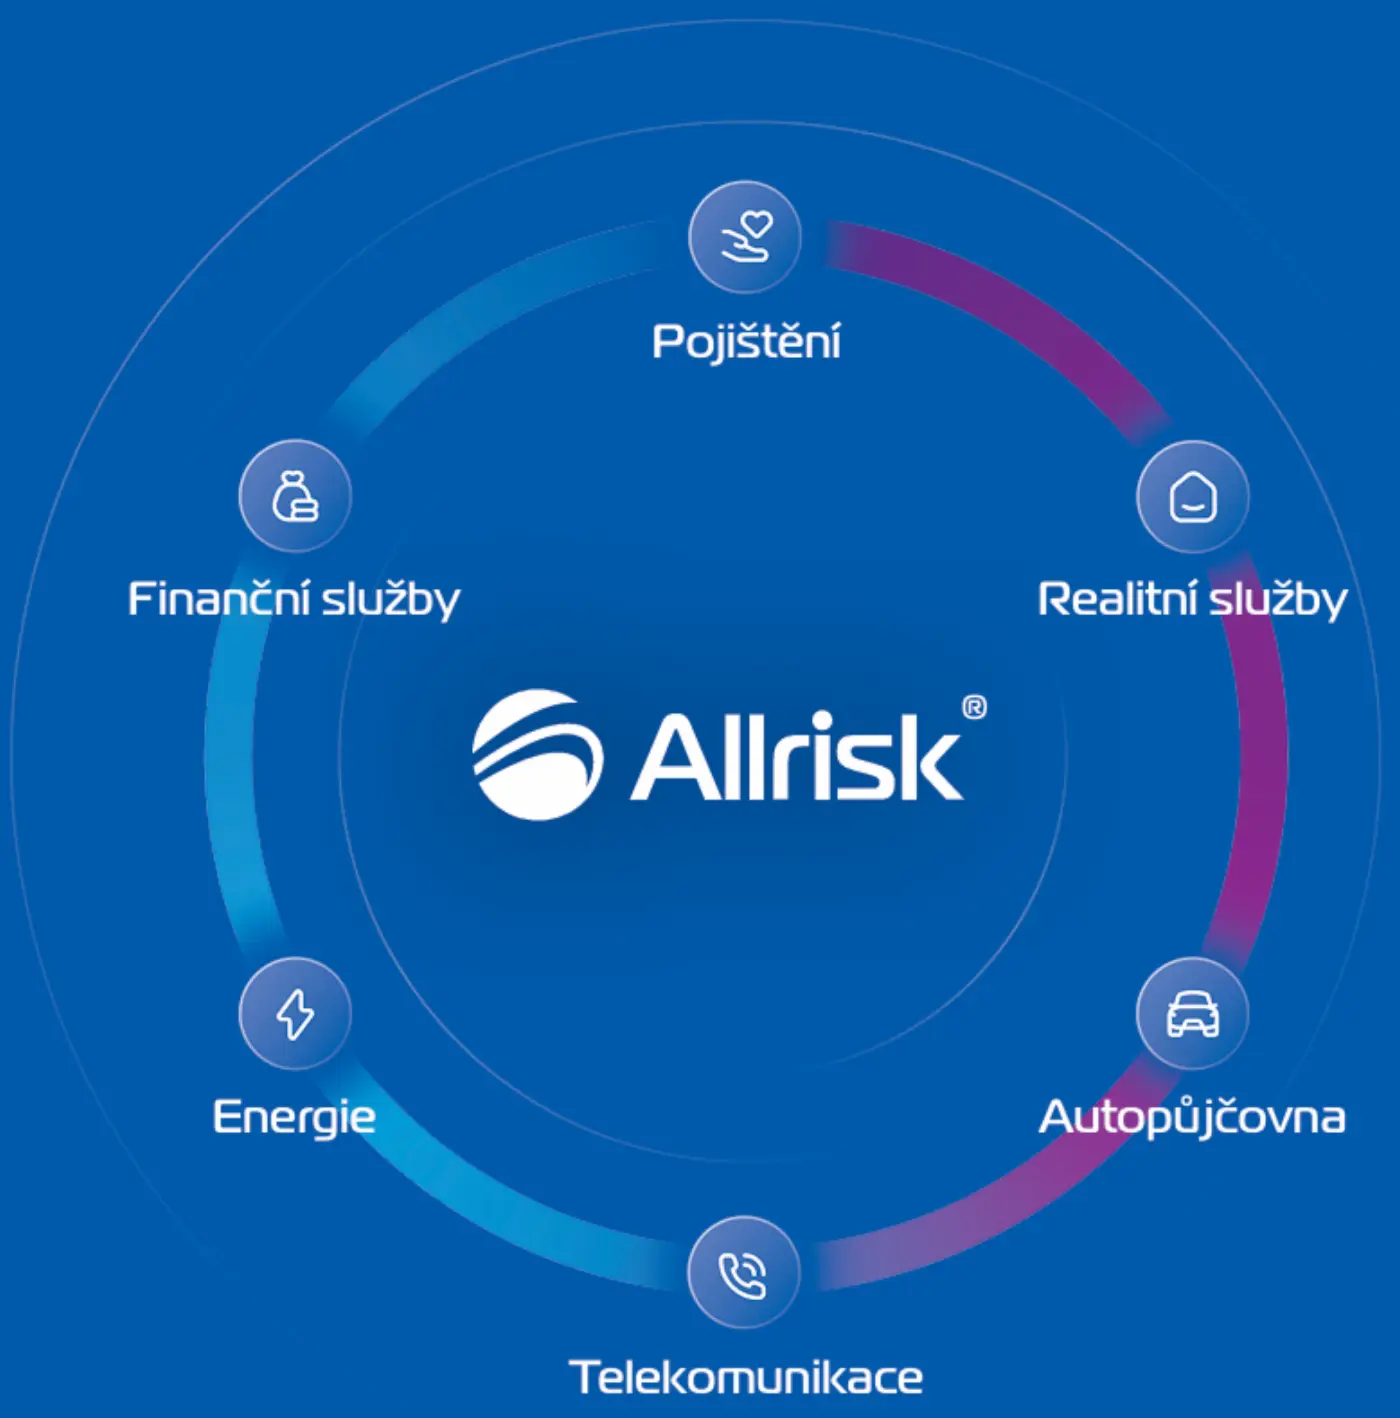 Pojištění
Finanční služby
Realitní služby
Allrisk®
Energie
Autopůjčovna
Telekomunikace